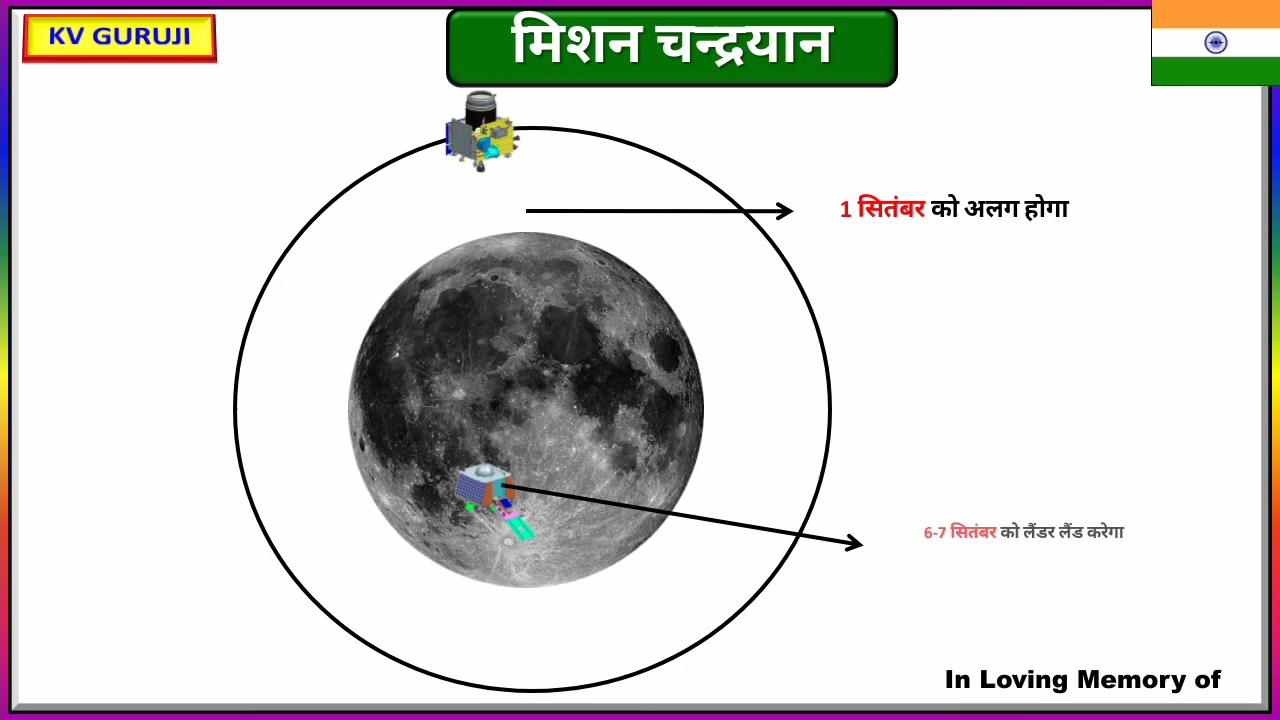 KV GURUJI
मिशन चन्द्रयान
1 सितंबर को अलग होगा
6-7 सितंबर को लैंडर लैंड करेगा
In Loving Memory of